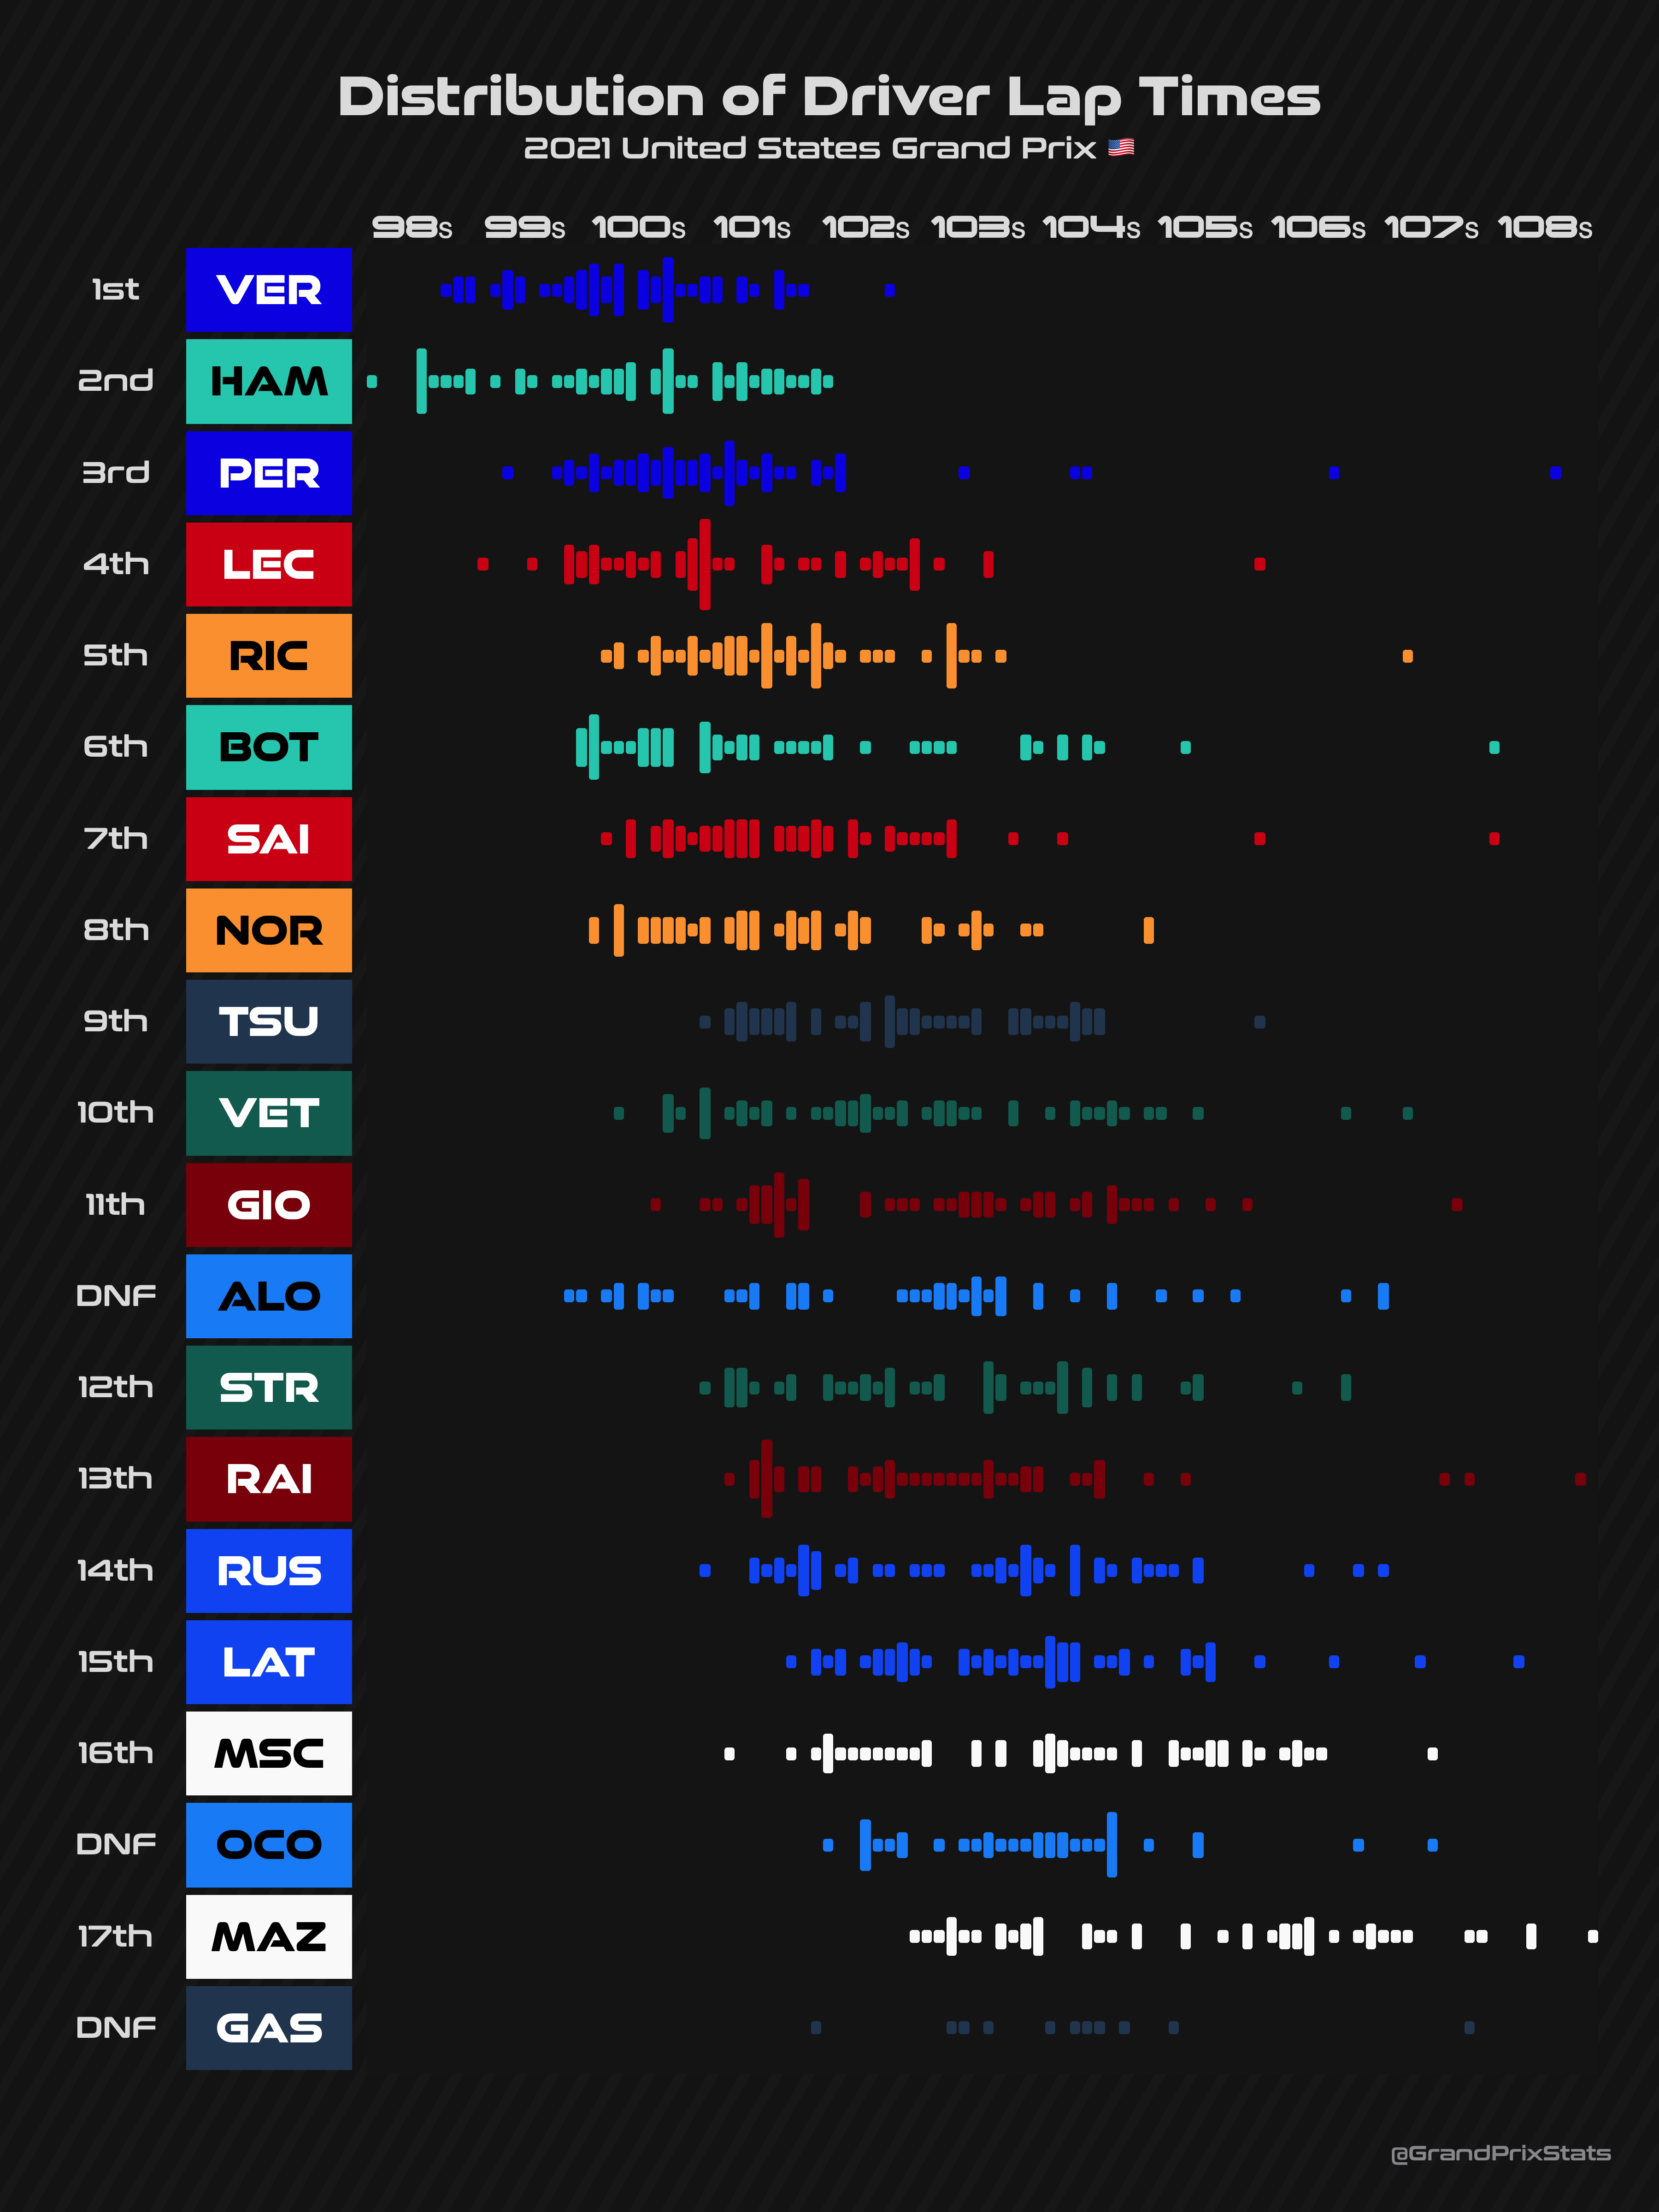 Distribution of Driver Lap Times
2021 United States Grand Prix 🇺🇸
98s 99s 100s 101s 102s 103s 104s 105s 106s 107s 108s
1st VER
2nd HAM
3rd PER
4th LEC
5th RIC
6th BOT
7th SAI
8th NOR
9th TSU
10th VET
11th GIO
DNF ALO
12th STR
13th RAI
14th RUS
15th LAT
16th MSC
DNF OCO
17th MAZ
DNF GAS
@GrandPrixStats